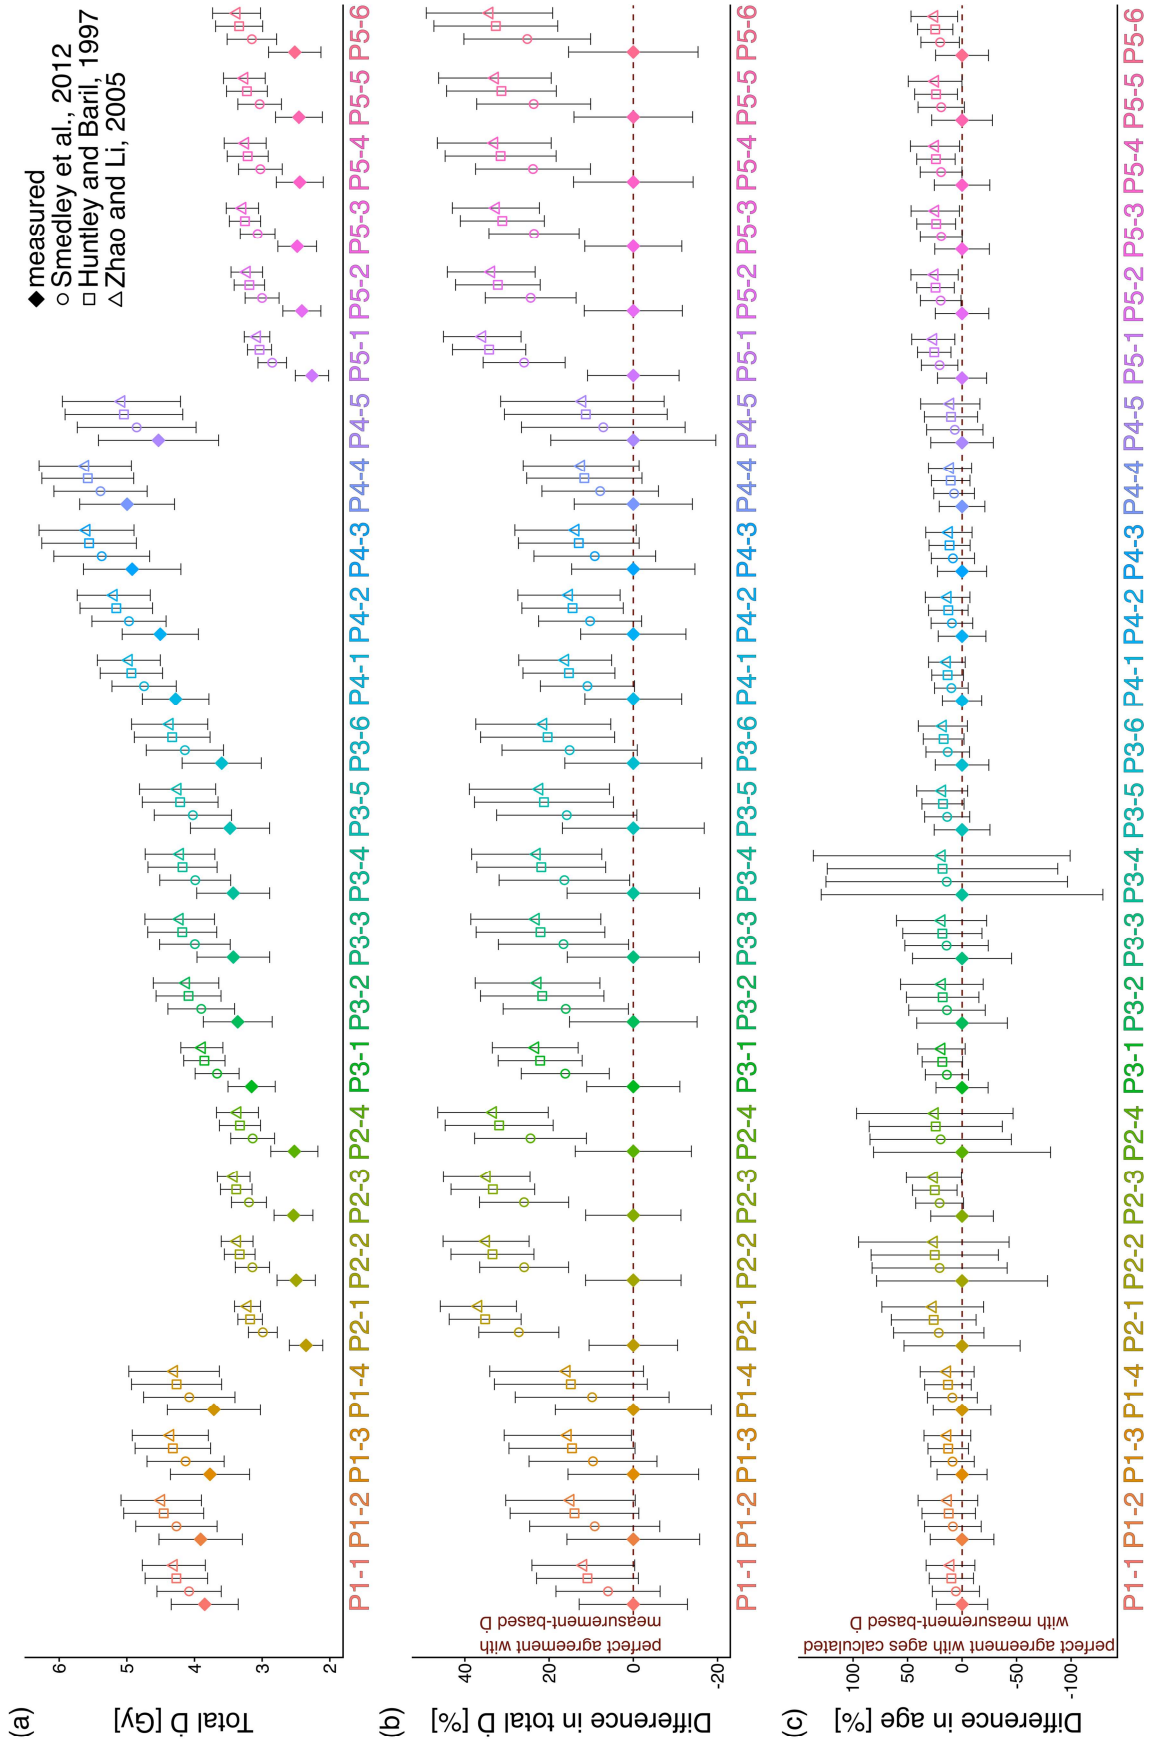 (a)
Total Ḋ [Gy]
6
5
4
3
2
measured
Smedley et al., 2012
Huntley and Baril, 1997
Zhao and Li, 2005
P1-1 P1-2 P1-3 P1-4 P2-1 P2-2 P2-3 P2-4 P3-1 P3-2 P3-3 P3-4 P3-5 P3-6 P4-1 P4-2 P4-3 P4-4 P4-5 P5-1 P5-2 P5-3 P5-4 P5-5 P5-6
(b)
Difference in total Ḋ [%]
40
20
0
-20
perfect agreement with
measurement-based Ḋ
P1-1 P1-2 P1-3 P1-4 P2-1 P2-2 P2-3 P2-4 P3-1 P3-2 P3-3 P3-4 P3-5 P3-6 P4-1 P4-2 P4-3 P4-4 P4-5 P5-1 P5-2 P5-3 P5-4 P5-5 P5-6
(c)
Difference in age [%]
100
50
0
-50
-100
perfect agreement with ages calculated
with measurement-based Ḋ
P1-1 P1-2 P1-3 P1-4 P2-1 P2-2 P2-3 P2-4 P3-1 P3-2 P3-3 P3-4 P3-5 P3-6 P4-1 P4-2 P4-3 P4-4 P4-5 P5-1 P5-2 P5-3 P5-4 P5-5 P5-6